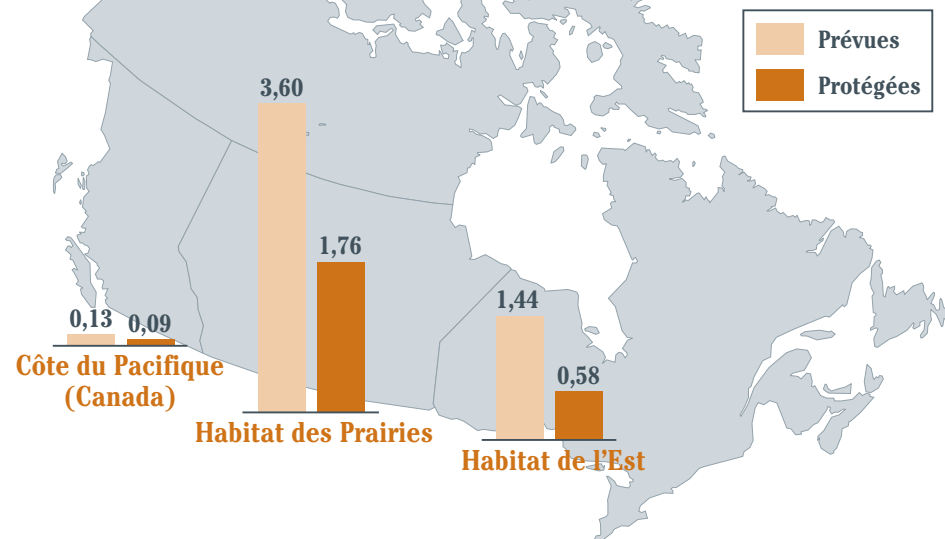 Prévues
Protégées
3,60
1,76
1,44
0,58
0,13
0,09
Côte du Pacifique
(Canada)
Habitat des Prairies
Habitat de l'Est